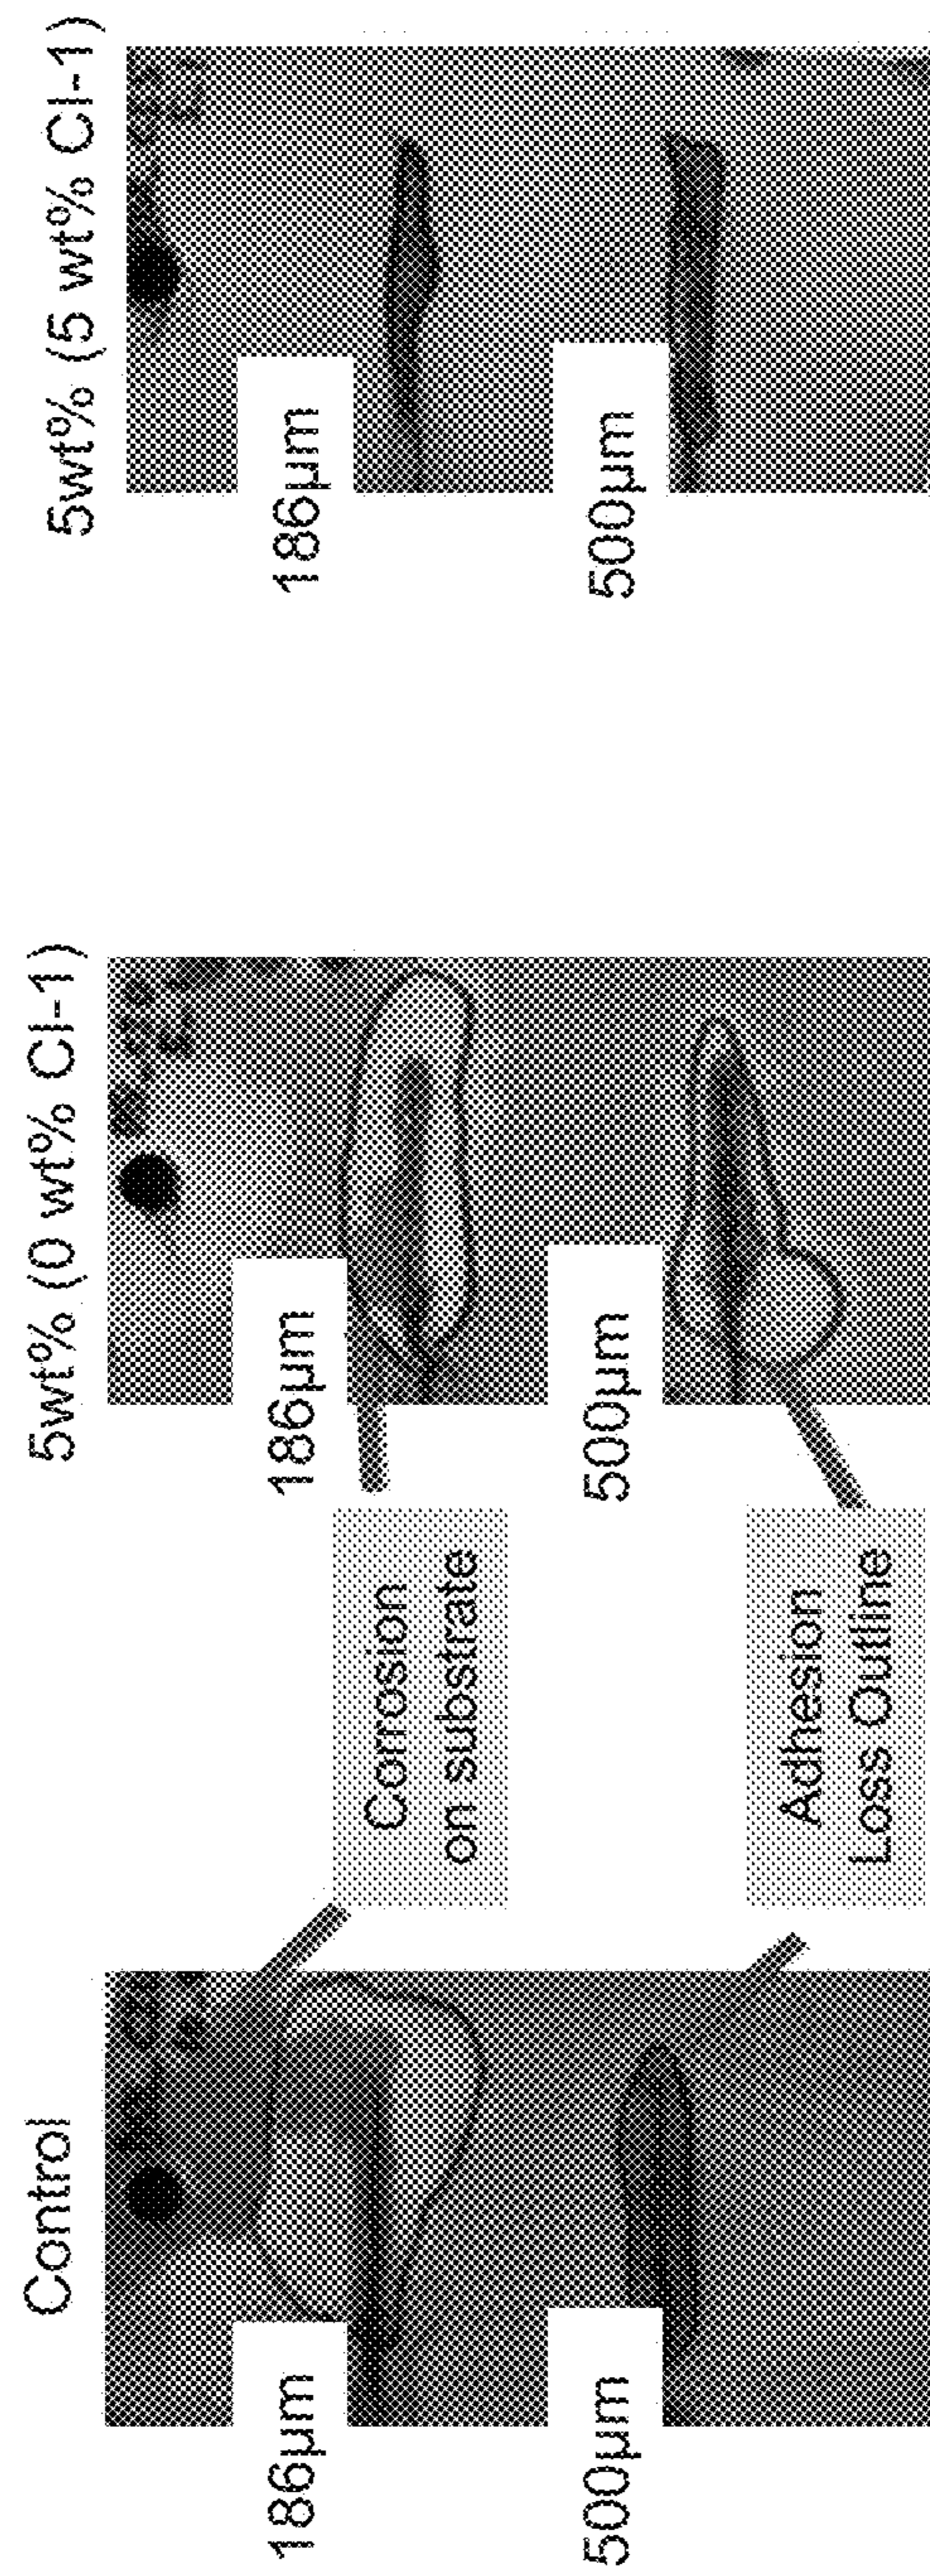 Control
5wt% (0 wt% CI-1)
5wt% (5 wt% CI-1)
186µm
186µm
186µm
Corrosion
on substrate
500µm
500µm
500µm
Adhesion
Loss Outline